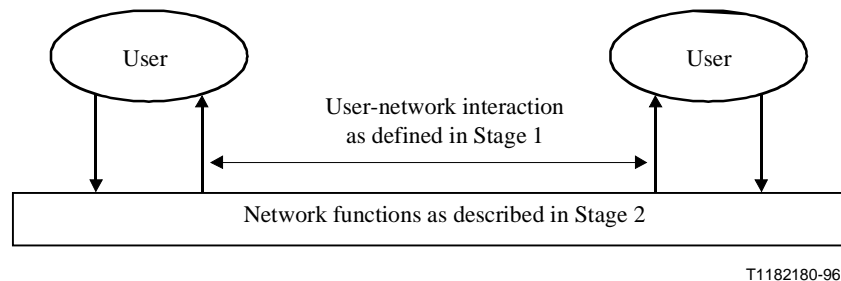 User
User
User-network interaction
as defined in Stage 1
Network functions as described in Stage 2
T1182180-96